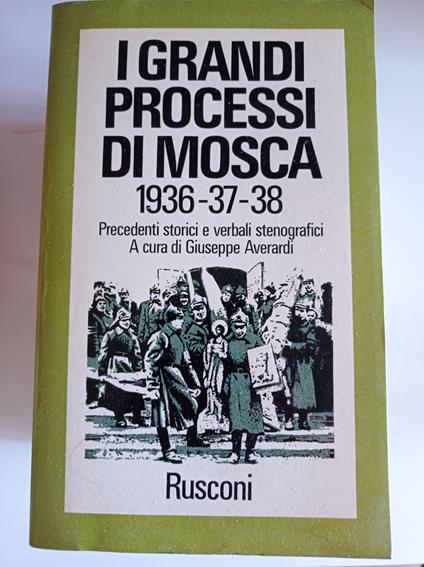 I GRANDI
PROCESSI
DI MOSCA
1936-37-38
Precedenti storici e verbali stenografici
A cura di Giuseppe Averardi
Rusconi